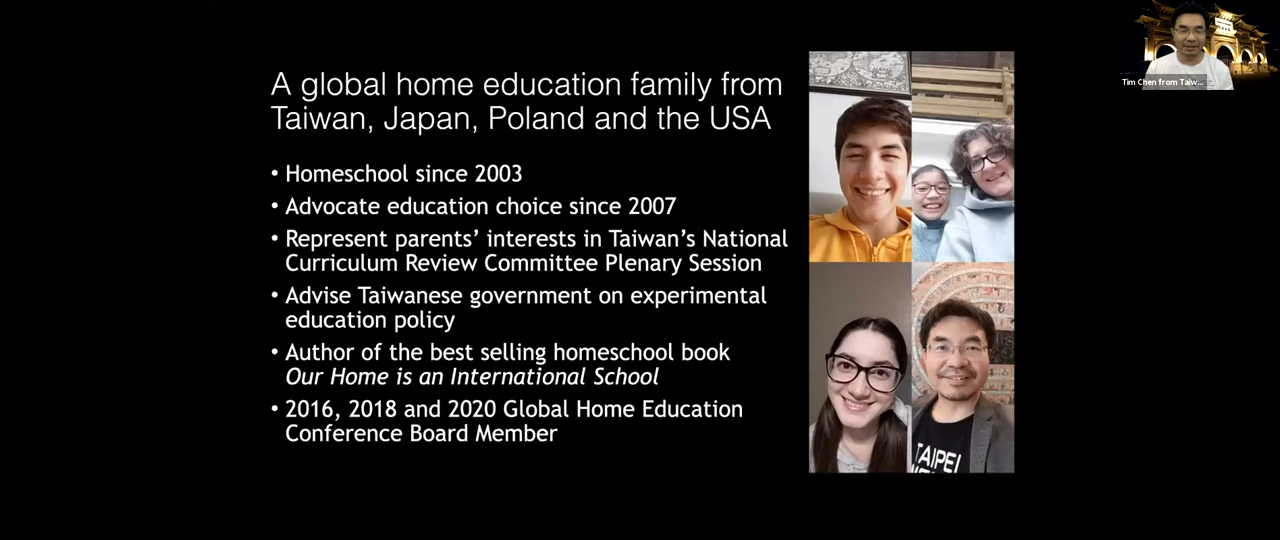 A global home education family from
Taiwan, Japan, Poland and the USA
• Homeschool since 2003
• Advocate education choice since 2007
• Represent parents’ interests in Taiwan’s National
Curriculum Review Committee Plenary Session
• Advise Taiwanese government on experimental
education policy
• Author of the best selling homeschool book
Our Home is an International School
• 2016, 2018 and 2020 Global Home Education
Conference Board Member
Tim Chen from Taiw...
TAIPEI